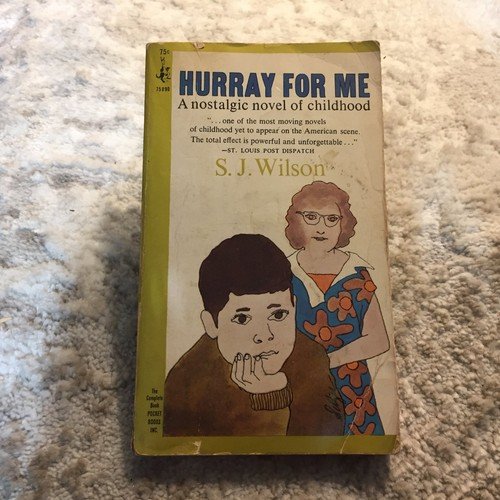 75¢
75098
HURRAY FOR ME
A nostalgic novel of childhood
"...one of the most moving novels
of childhood yet to appear on the American scene.
The total effect is powerful and unforgettable..."
—ST. LOUIS POST DISPATCH
S. J. Wilson
The
Complete
Book
POCKET
BOOKS
INC.